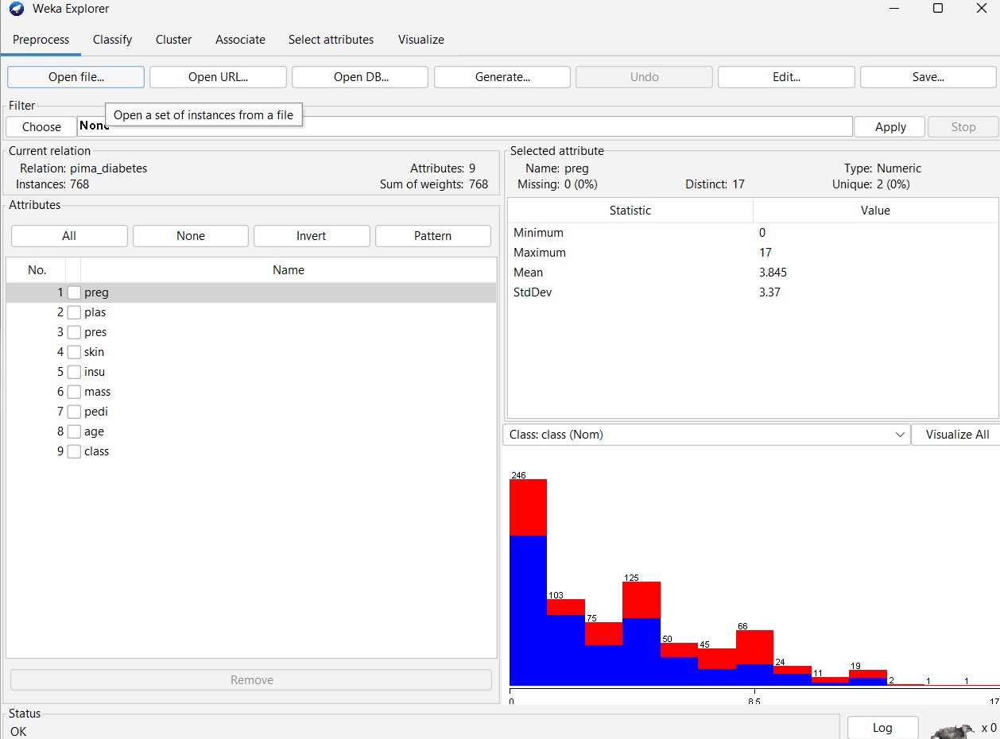 Weka Explorer
Preprocess Classify Cluster Associate Select attributes Visualize
Open file... Open URL... Open DB... Generate... Undo Edit... Save...
Filter
Open a set of instances from a file
Choose None Apply Stop
Current relation
Relation: pima_diabetes Attributes: 9
Instances: 768 Sum of weights: 768
Attributes
All None Invert Pattern
No. Name
1 preg
2 plas
3 pres
4 skin
5 insu
6 mass
7 pedi
8 age
9 class
Remove
Selected attribute
Name: preg Type: Numeric
Missing: 0 (0%) Distinct: 17 Unique: 2 (0%)
Statistic Value
Minimum 0
Maximum 17
Mean 3.845
StdDev 3.37
Class: class (Nom) Visualize All
246
103
75
125
50
45
66
24
11
19
2
1
1
0 8.5 17
Status
OK Log x 0